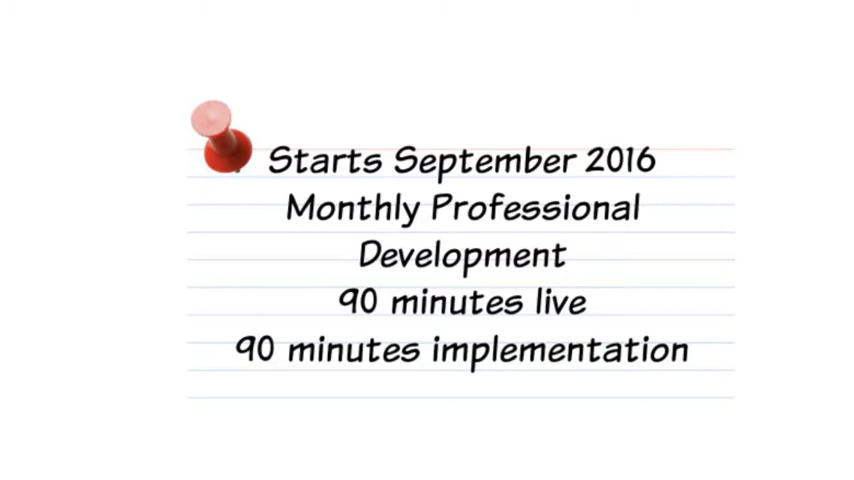 Starts September 2016
Monthly Professional
Development
90 minutes live
90 minutes implementation